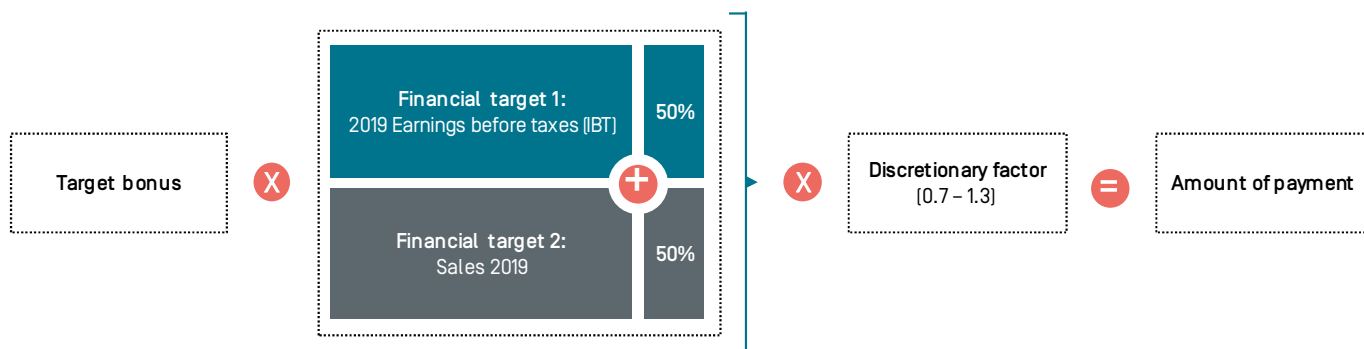 Target bonus
X
Financial target 1:
2019 Earnings before taxes (IBT)
50%
+
Financial target 2:
Sales 2019
50%
X
Discretionary factor
(0.7 – 1.3)
=
Amount of payment